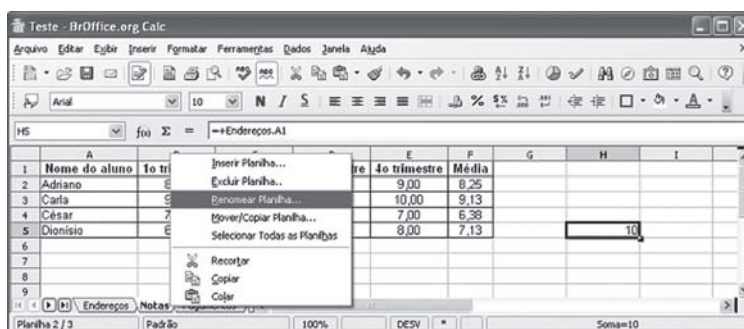 Teste - BrOffice.org Calc
Arquivo Editar Exibir Inserir Formatar Ferramentas Dados Janela Ajuda
Arial 10 N I S
H5 f(x) Σ = =+Endereços.A1
A E F G H I
1 Nome do aluno 1o tri tre 4o trimestre Média
2 Adriano 9,00 8,25
3 Carla 10,00 9,13
4 César 7,00 6,38
5 Dionísio 8,00 7,13 10
6
7
8
9
Inserir Planilha...
Excluir Planilha..
Renomear Planilha...
Mover/Copiar Planilha...
Selecionar Todas as Planilhas
Recortar
Copiar
Colar
Endereços Notas
Planilha 2 / 3 Padrão 100% DESV * Soma=10